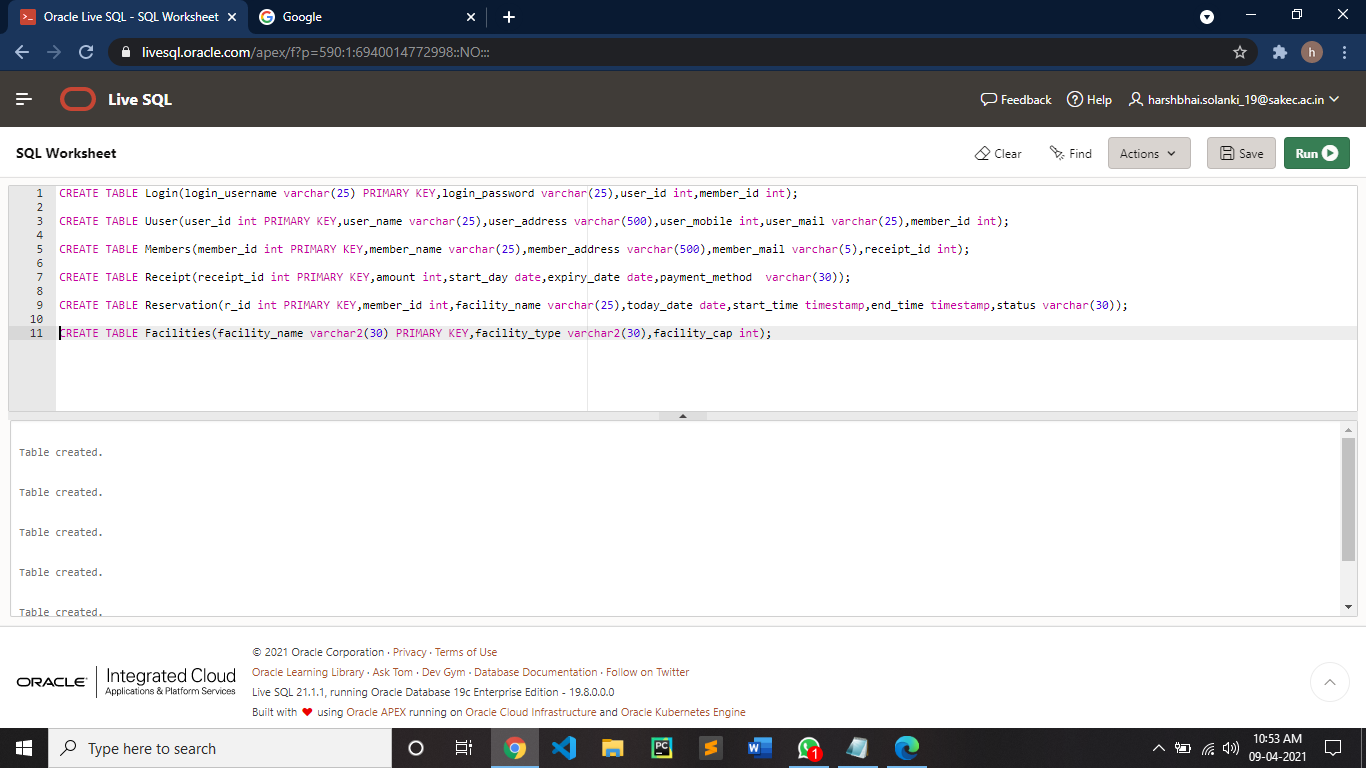 Oracle Live SQL - SQL Worksheet
Google
livesql.oracle.com/apex/f?p=590:1:6940014772998::NO:::
h
Live SQL
Feedback
Help
harshbhai.solanki_19@sakec.ac.in
SQL Worksheet
Clear
Find
Actions
Save
Run
1 CREATE TABLE Login(login_username varchar(25) PRIMARY KEY,login_password varchar(25),user_id int,member_id int);
2
3 CREATE TABLE Uuser(user_id int PRIMARY KEY,user_name varchar(25),user_address varchar(500),user_mobile int,user_mail varchar(25),member_id int);
4
5 CREATE TABLE Members(member_id int PRIMARY KEY,member_name varchar(25),member_address varchar(500),member_mail varchar(5),receipt_id int);
6
7 CREATE TABLE Receipt(receipt_id int PRIMARY KEY,amount int,start_day date,expiry_date date,payment_method  varchar(30));
8
9 CREATE TABLE Reservation(r_id int PRIMARY KEY,member_id int,facility_name varchar(25),today_date date,start_time timestamp,end_time timestamp,status varchar(30));
10
11 CREATE TABLE Facilities(facility_name varchar2(30) PRIMARY KEY,facility_type varchar2(30),facility_cap int);
Table created.
Table created.
Table created.
Table created.
Table created.
ORACLE
Integrated Cloud
Applications & Platform Services
© 2021 Oracle Corporation · Privacy · Terms of Use
Oracle Learning Library · Ask Tom · Dev Gym · Database Documentation · Follow on Twitter
Live SQL 21.1.1, running Oracle Database 19c Enterprise Edition - 19.8.0.0.0
Built with ❤ using Oracle APEX running on Oracle Cloud Infrastructure and Oracle Kubernetes Engine
Type here to search
PC
W
1
10:53 AM
09-04-2021